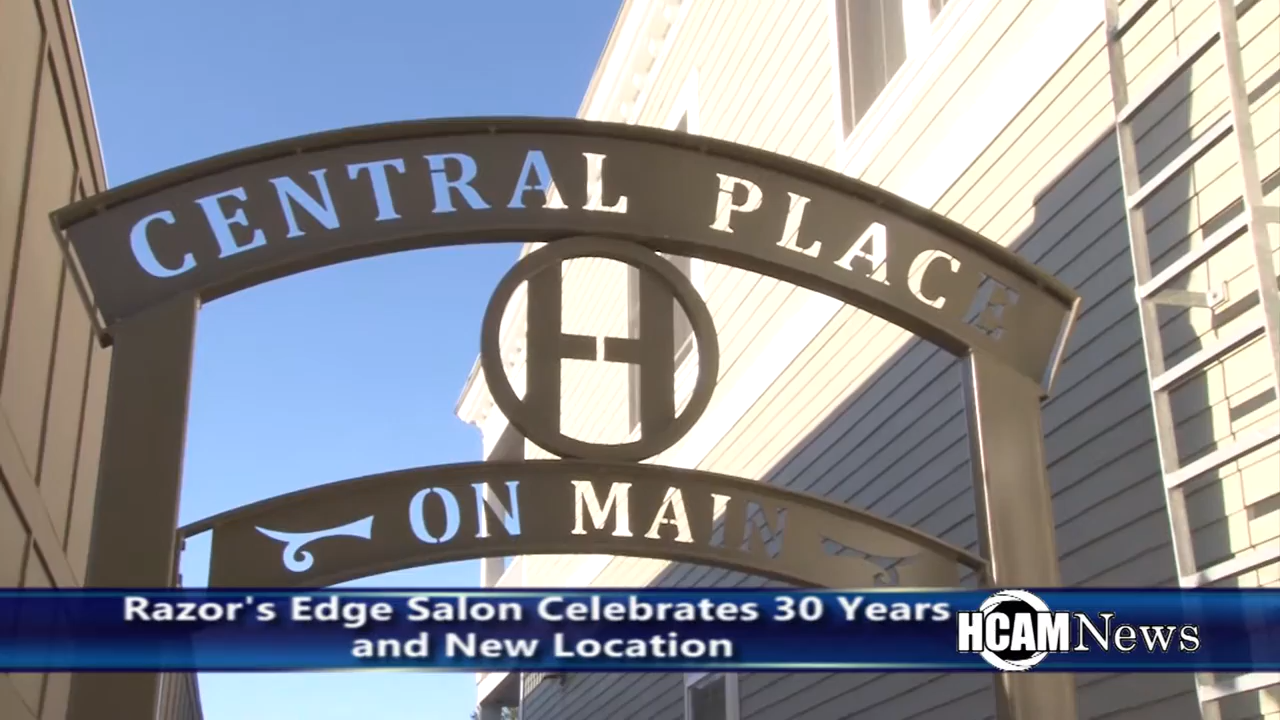 CENTRAL PLACE
H
ON MAIN
Razor's Edge Salon Celebrates 30 Years
and New Location
HCAM News